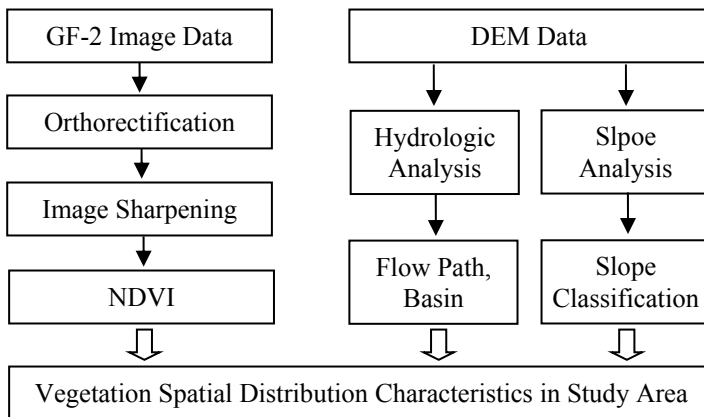 GF-2 Image Data
DEM Data
Orthorectification
Hydrologic
Analysis
Slpoe
Analysis
Image Sharpening
NDVI
Flow Path,
Basin
Slope
Classification
Vegetation Spatial Distribution Characteristics in Study Area